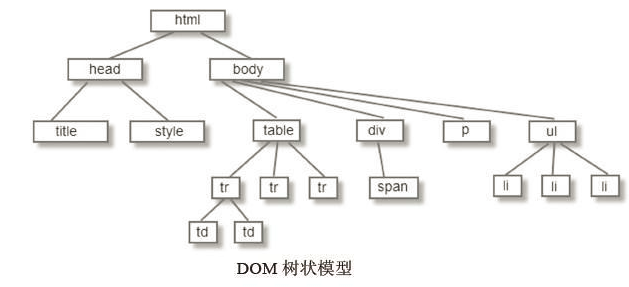 html
head body
title style table div p ul
tr tr tr span li li li
td td
DOM 树状模型